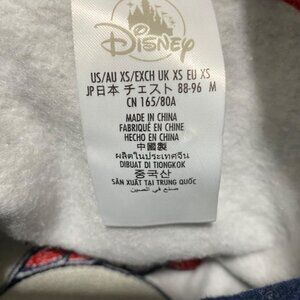 Disney
US/AU XS/EXCH UK XS EU XS
JP日本 チェスト 88-96 M
CN 165/80A
MADE IN CHINA
FABRIQUÉ EN CHINE
HECHO EN CHINA
中國製
ผลิตในประเทศจีน
DIBUAT DI TIONGKOK
중국산
SẢN XUẤT TẠI TRUNG QUỐC
صنع في الصين